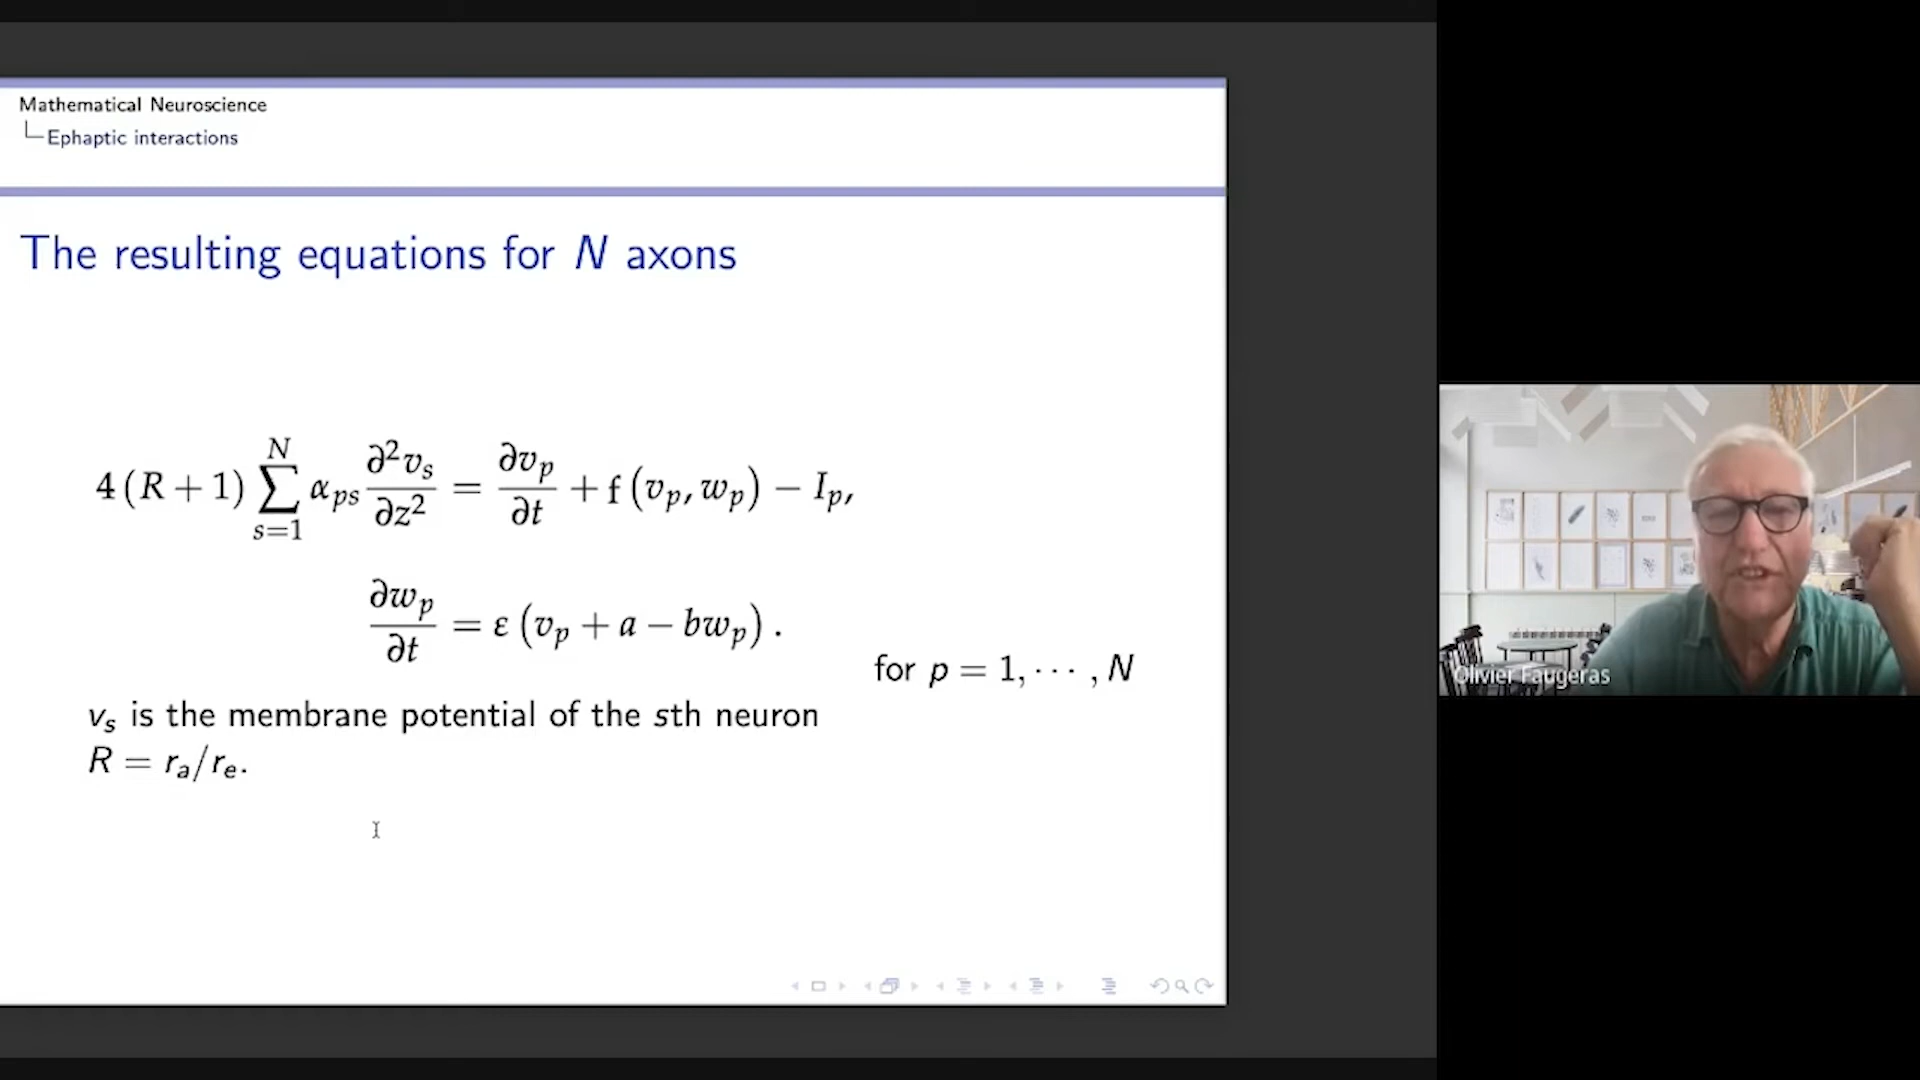 Mathematical Neuroscience
Ephaptic interactions
The resulting equations for N axons
4 (R + 1) ∑_{s=1}^{N} α_{ps} ∂²v_s/∂z² = ∂v_p/∂t + f (v_p, w_p) − I_p,
∂w_p/∂t = ε (v_p + a − bw_p) .
for p = 1, ··· , N
v_s is the membrane potential of the sth neuron
R = r_a/r_e.
Olivier Faugeras